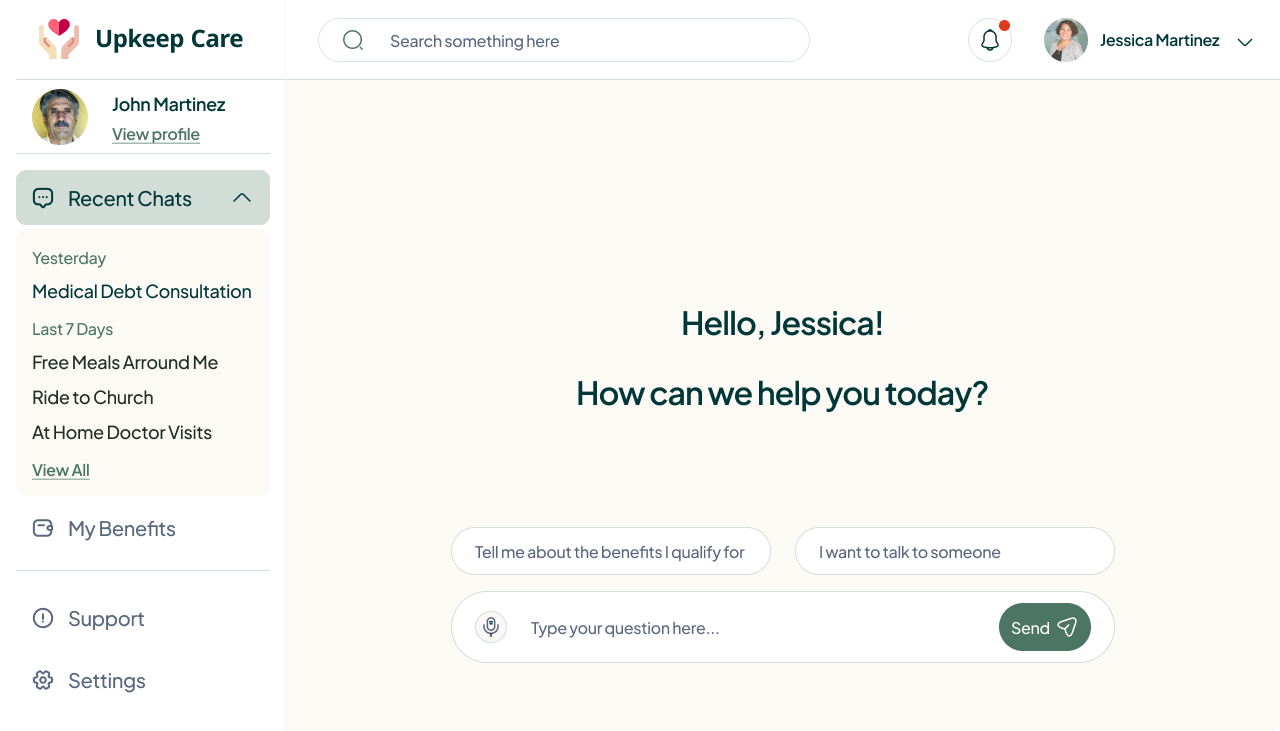 Upkeep Care
Search something here
Jessica Martinez
John Martinez
View profile
Recent Chats
Yesterday
Medical Debt Consultation
Last 7 Days
Free Meals Arround Me
Ride to Church
At Home Doctor Visits
View All
My Benefits
Support
Settings
Hello, Jessica!
How can we help you today?
Tell me about the benefits I qualify for
I want to talk to someone
Type your question here...
Send